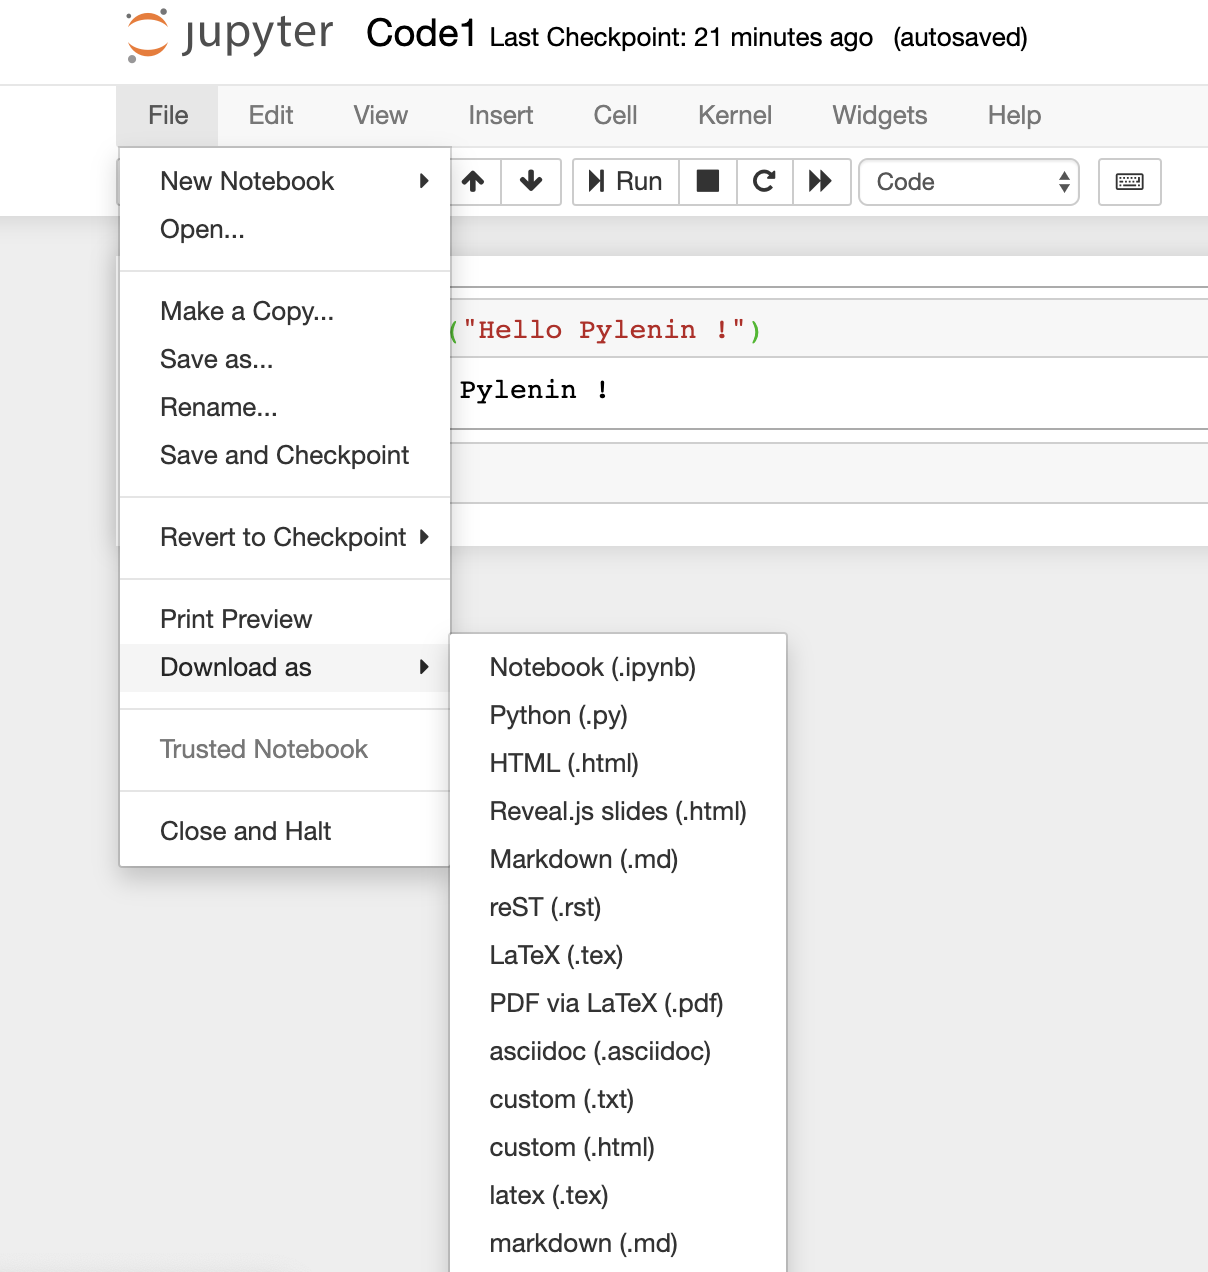 jupyter Code1 Last Checkpoint: 21 minutes ago (autosaved)
File Edit View Insert Cell Kernel Widgets Help
Run Code
New Notebook
Open...
Make a Copy...
Save as...
Rename...
Save and Checkpoint
Revert to Checkpoint
Print Preview
Download as
Trusted Notebook
Close and Halt
("Hello Pylenin !")
Pylenin !
Notebook (.ipynb)
Python (.py)
HTML (.html)
Reveal.js slides (.html)
Markdown (.md)
reST (.rst)
LaTeX (.tex)
PDF via LaTeX (.pdf)
asciidoc (.asciidoc)
custom (.txt)
custom (.html)
latex (.tex)
markdown (.md)